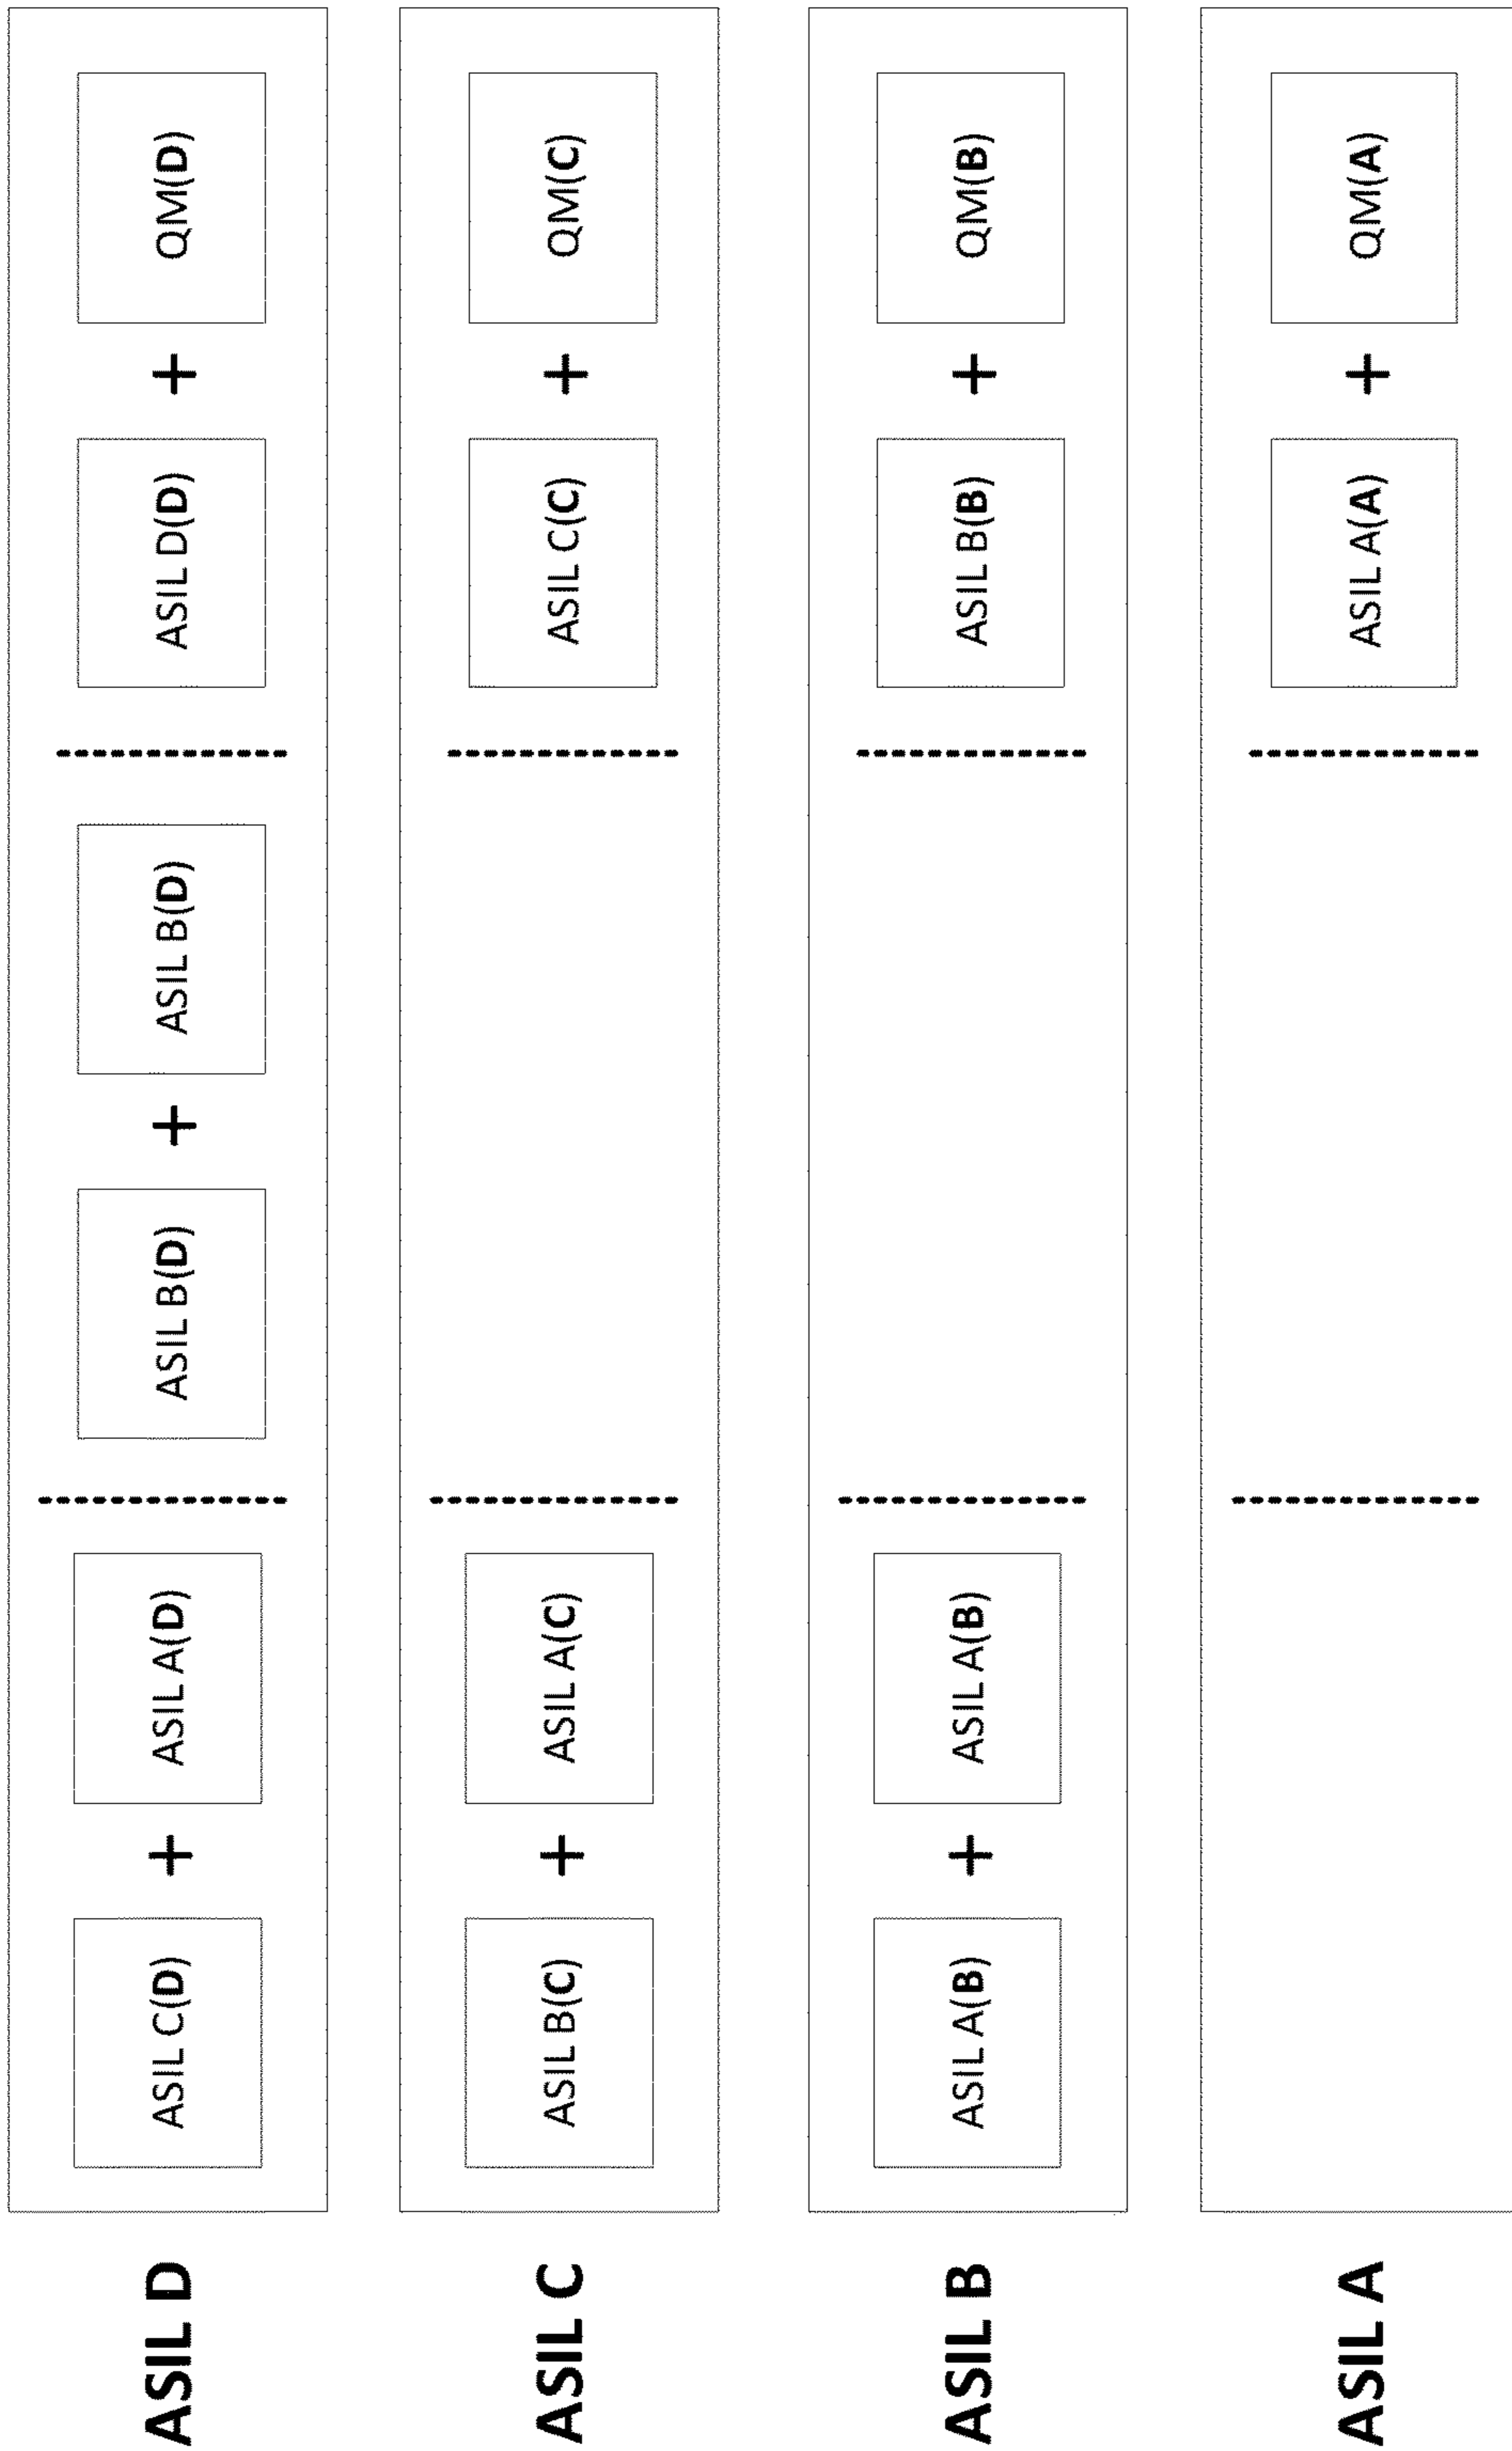 ASIL D
ASIL C(D) + ASIL A(D)
ASIL B(D) + ASIL B(D)
ASIL D(D) + QM(D)
ASIL C
ASIL B(C) + ASIL A(C)
ASIL C(C) + QM(C)
ASIL B
ASIL A(B) + ASIL A(B)
ASIL B(B) + QM(B)
ASIL A
ASIL A(A) + QM(A)